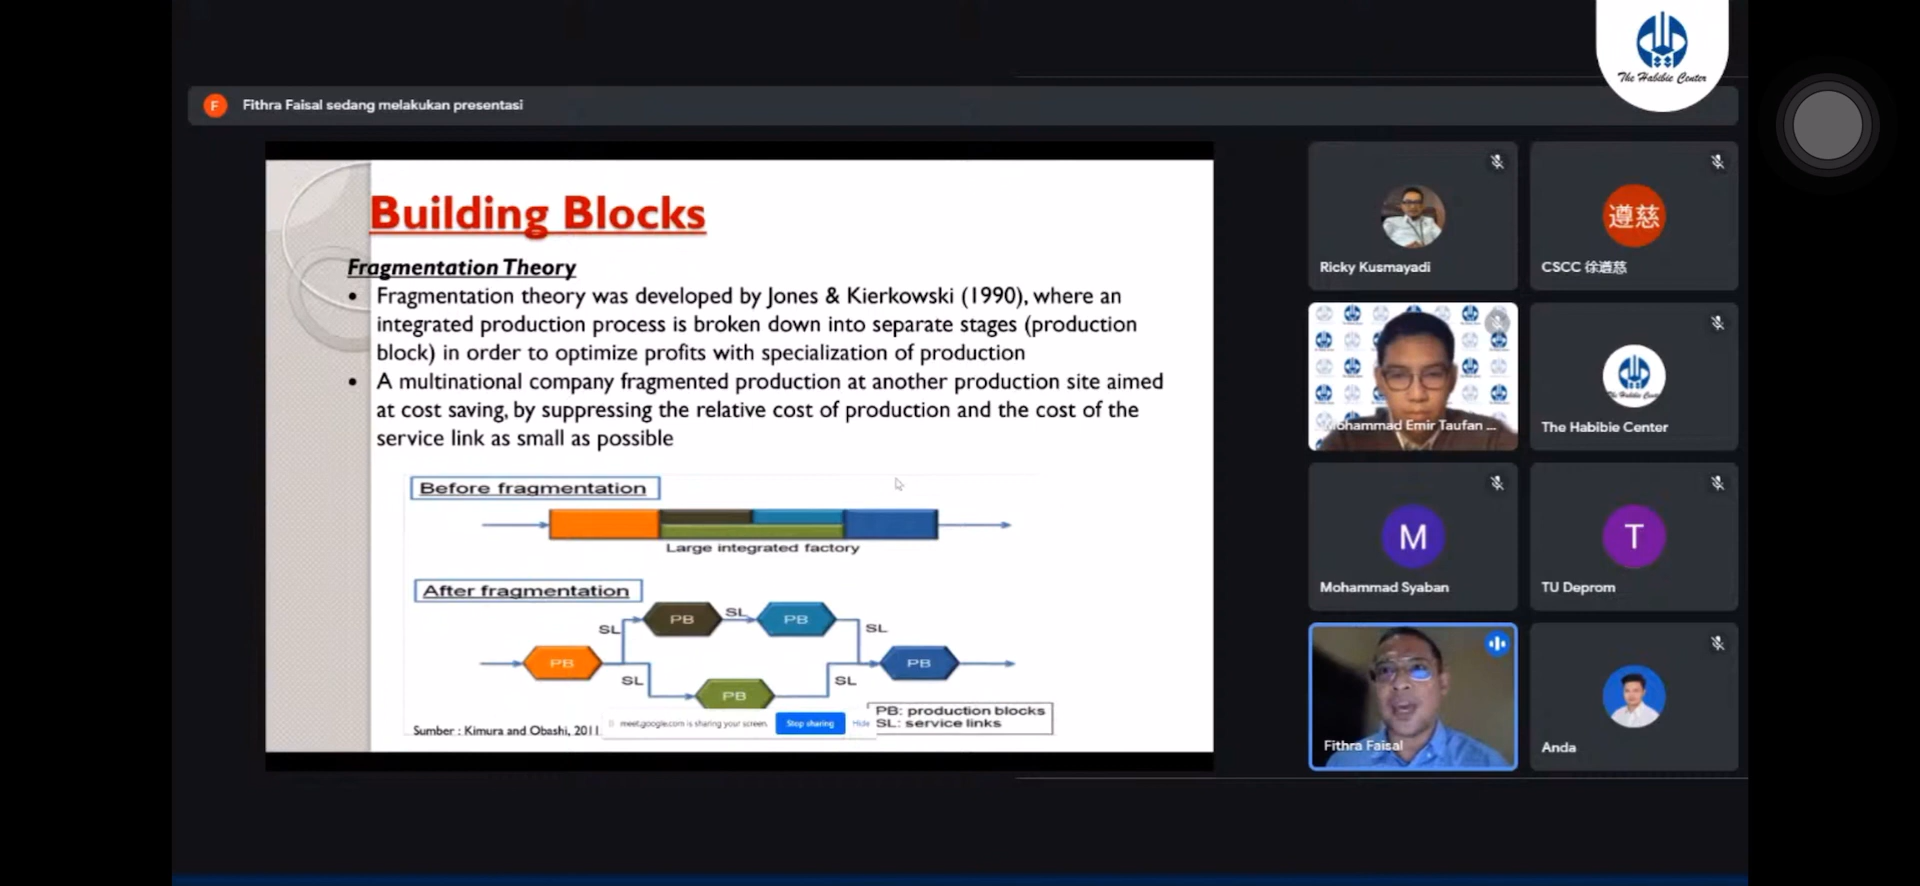 The Habibie Center
F
Fithra Faisal sedang melakukan presentasi
Building Blocks
Fragmentation Theory
• Fragmentation theory was developed by Jones & Kierkowski (1990), where an
integrated production process is broken down into separate stages (production
block) in order to optimize profits with specialization of production
• A multinational company fragmented production at another production site aimed
at cost saving, by suppressing the relative cost of production and the cost of the
service link as small as possible
Before fragmentation
Large integrated factory
After fragmentation
PB
SL
PB
SL
PB
SL
SL
PB
SL
PB
PB: production blocks
SL: service links
Sumber : Kimura and Obashi, 2011
meet.google.com is sharing your screen.
Stop sharing
Hide
Ricky Kusmayadi
遵慈
CSCC 徐遵慈
Mohammad Emir Taufan ...
The Habibie Center
The Habibie Center
M
Mohammad Syaban
T
TU Deprom
Fithra Faisal
Anda